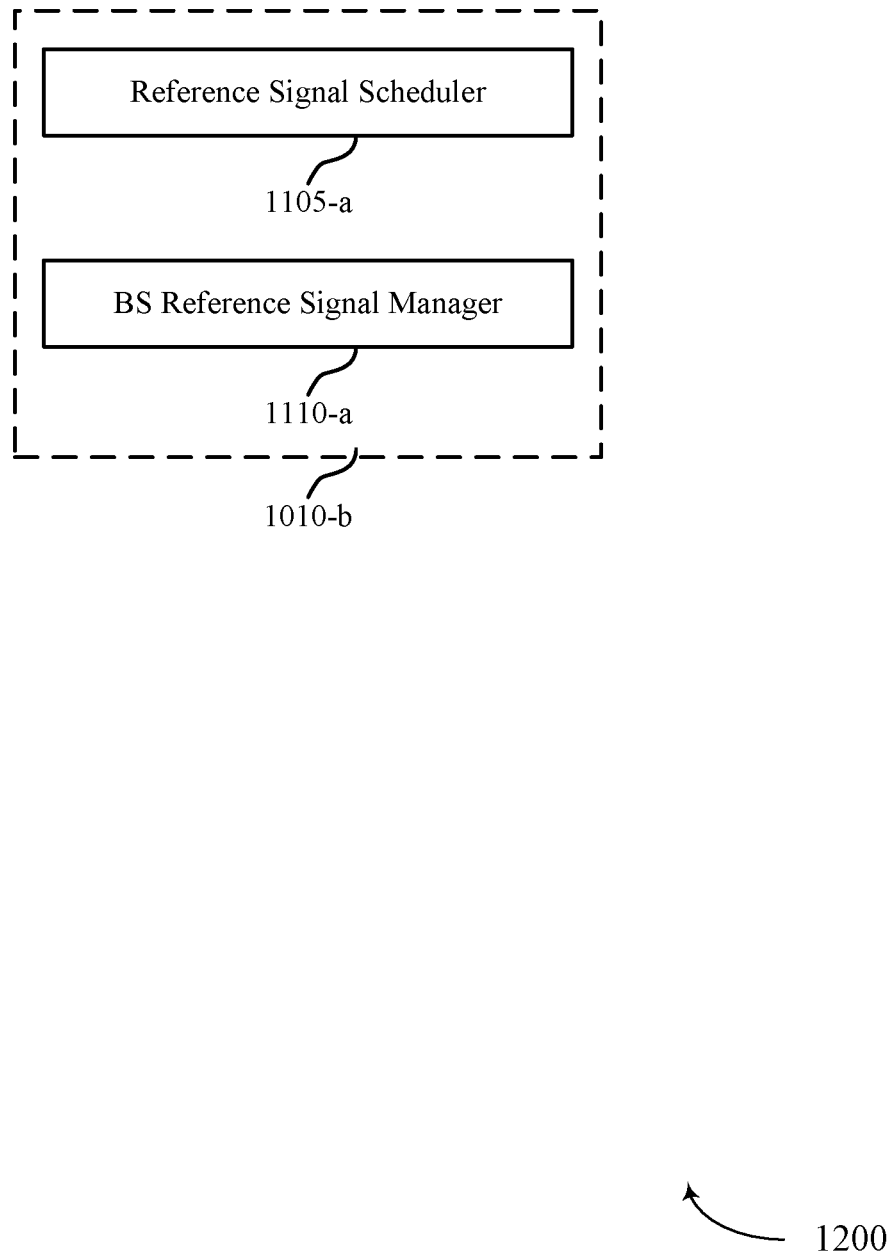 Reference Signal Scheduler
1105-a
BS Reference Signal Manager
1110-a
1010-b
1200